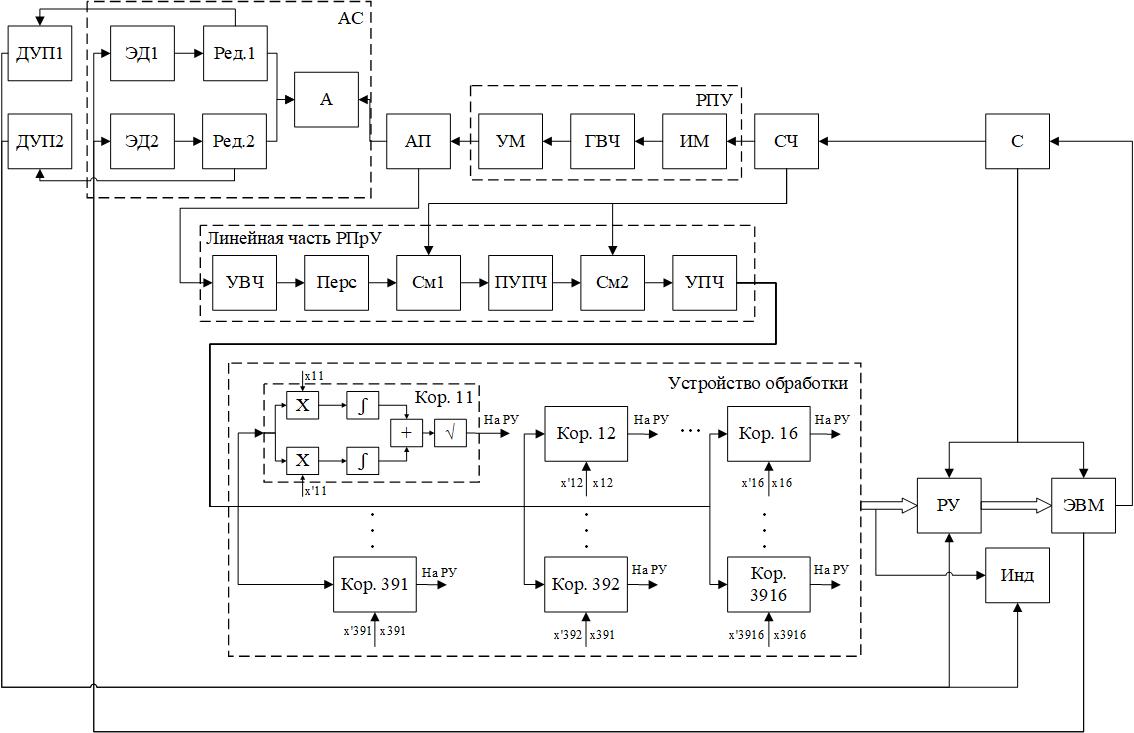 АС
ДУП1
ЭД1
Ред.1
А
РПУ
ДУП2
ЭД2
Ред.2
АП
УМ
ГВЧ
ИМ
СЧ
С
Линейная часть РПрУ
УВЧ
Перс
См1
ПУПЧ
См2
УПЧ
Устройство обработки
x11
Кор. 11
X
∫
На РУ
+
√
X
∫
x'11
Кор. 12
На РУ
...
x'12
x12
Кор. 16
На РУ
x'16
x16
РУ
ЭВМ
Инд
Кор. 391
На РУ
x'391
x391
Кор. 392
На РУ
x'392
x391
Кор.
3916
На РУ
x'3916
x3916